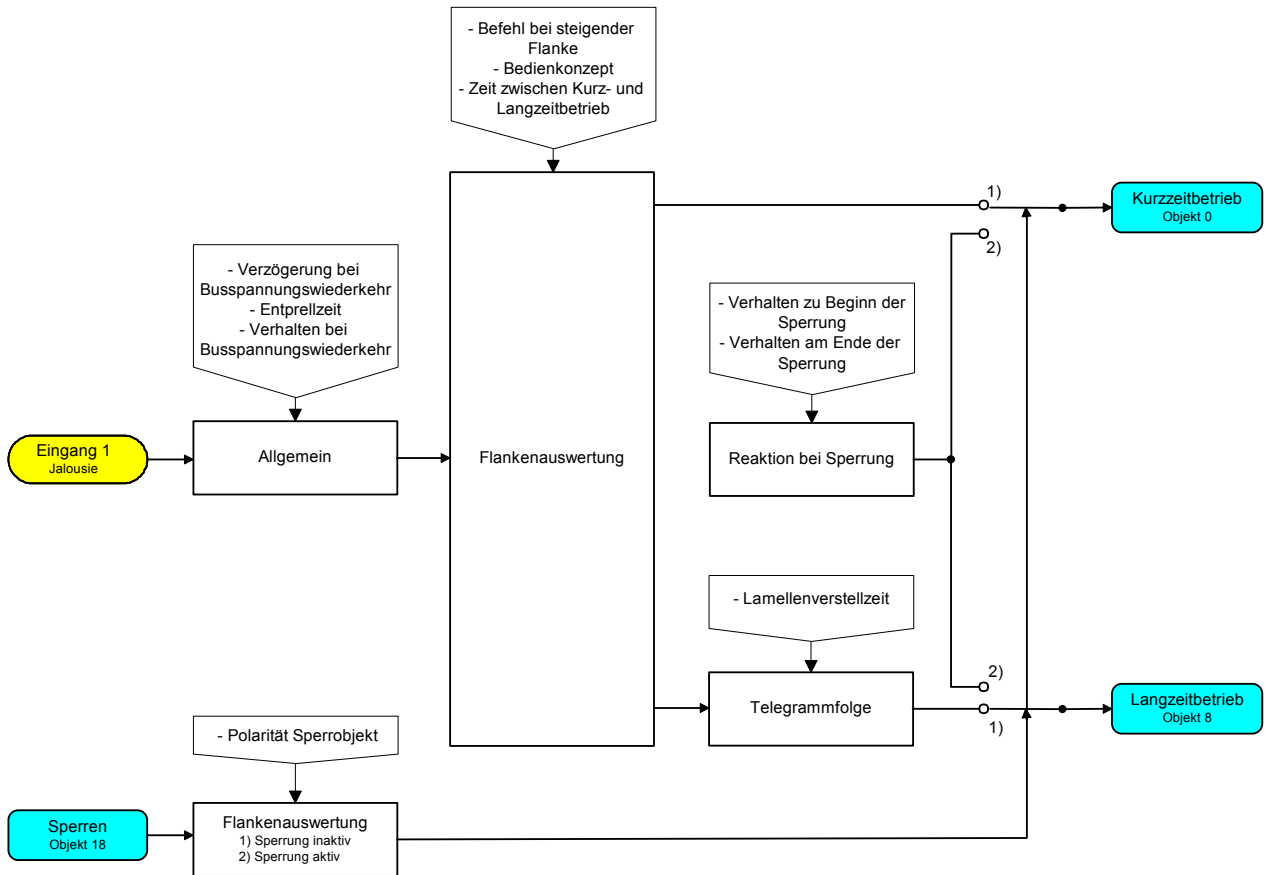 - Befehl bei steigender
Flanke
- Bedienkonzept
- Zeit zwischen Kurz- und
Langzeitbetrieb
1)
Kurzzeitbetrieb
Objekt 0
2)
- Verzögerung bei
Busspannungswiederkehr
- Entprellzeit
- Verhalten bei
Busspannungswiederkehr
- Verhalten zu Beginn der
Sperrung
- Verhalten am Ende der
Sperrung
Eingang 1
Jalousie
Allgemein
Flankenauswertung
Reaktion bei Sperrung
- Lamellenverstellzeit
2)
Telegrammfolge
1)
Langzeitbetrieb
Objekt 8
- Polarität Sperrobjekt
Sperren
Objekt 18
Flankenauswertung
1) Sperrung inaktiv
2) Sperrung aktiv